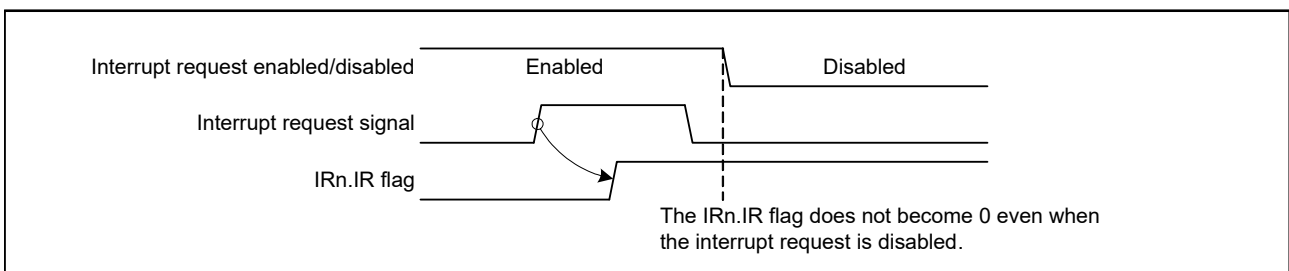 Interrupt request enabled/disabled Enabled Disabled
Interrupt request signal
IRn.IR flag
The IRn.IR flag does not become 0 even when
the interrupt request is disabled.